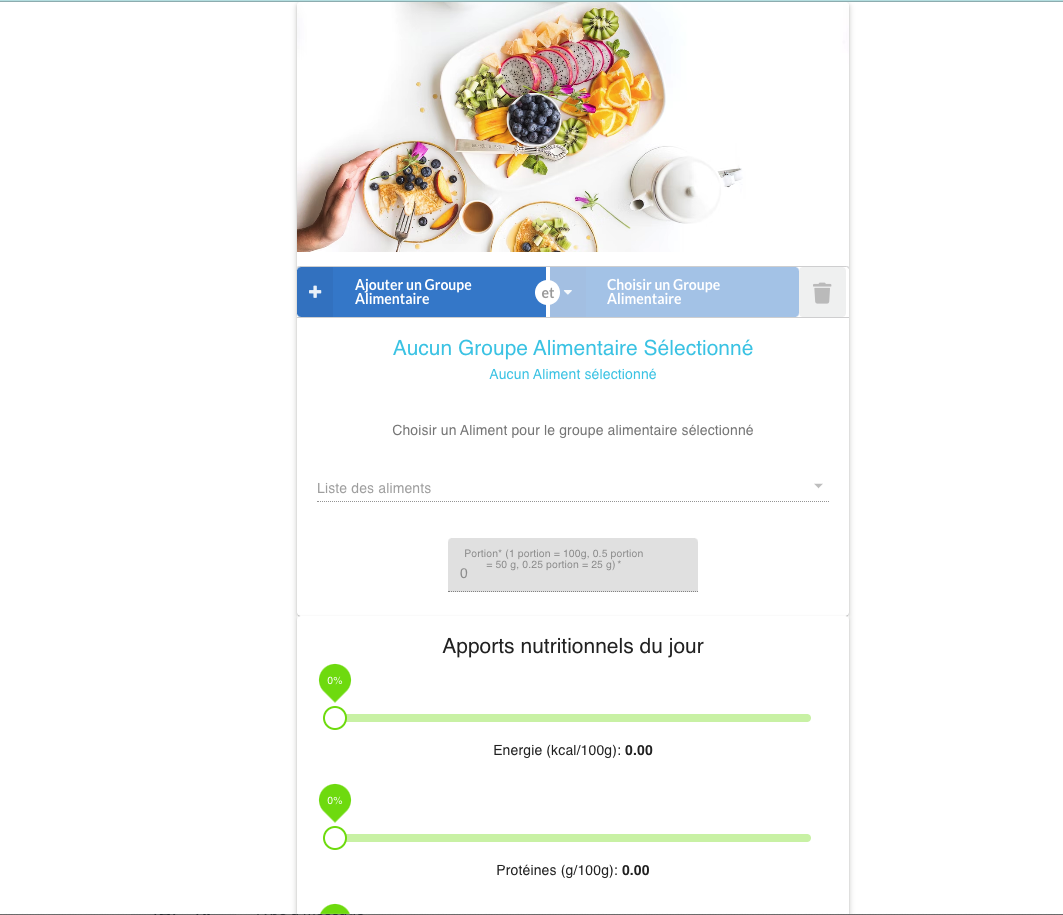 Ajouter un Groupe
Alimentaire
et
Choisir un Groupe
Alimentaire
Aucun Groupe Alimentaire Sélectionné
Aucun Aliment sélectionné
Choisir un Aliment pour le groupe alimentaire sélectionné
Liste des aliments
Portion* (1 portion = 100g, 0.5 portion
= 50 g, 0.25 portion = 25 g) *
0
Apports nutritionnels du jour
0%
Energie (kcal/100g): 0.00
0%
Protéines (g/100g): 0.00